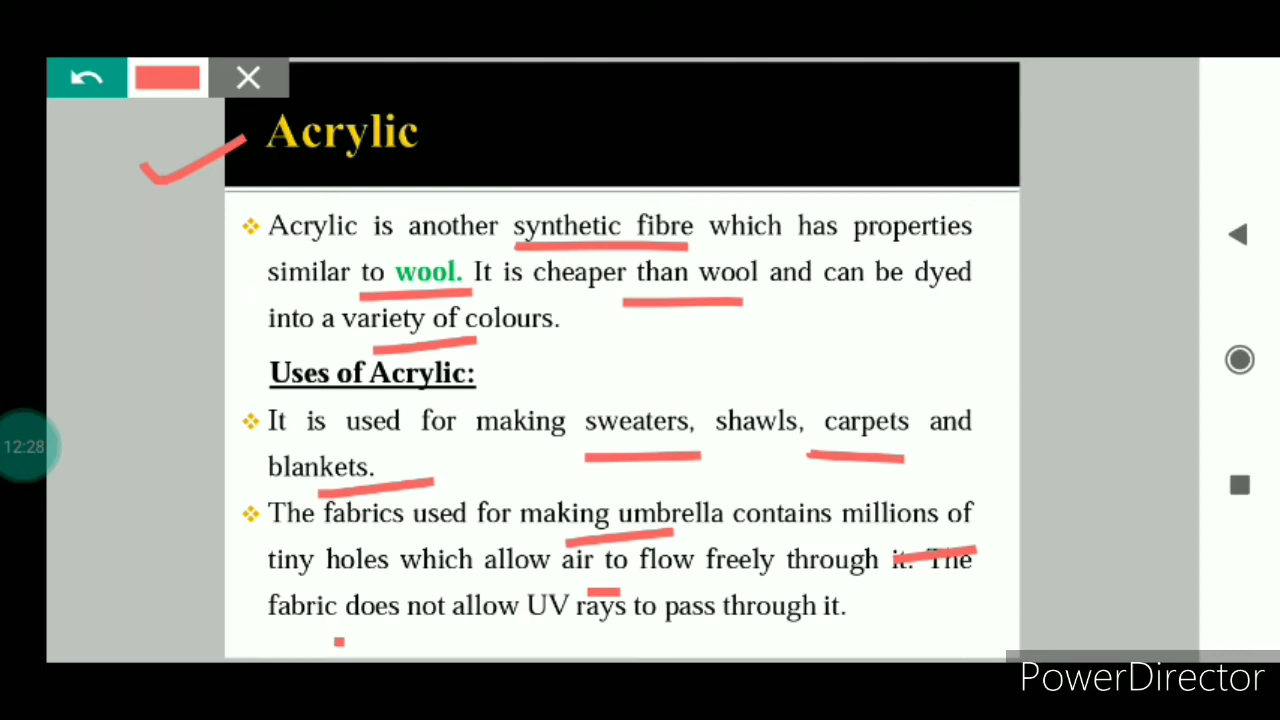 Acrylic
Acrylic is another synthetic fibre which has properties
similar to wool. It is cheaper than wool and can be dyed
into a variety of colours.
Uses of Acrylic:
It is used for making sweaters, shawls, carpets and
12:28
blankets.
The fabrics used for making umbrella contains millions of
tiny holes which allow air to flow freely through it. The
fabric does not allow UV rays to pass through it.
PowerDirector